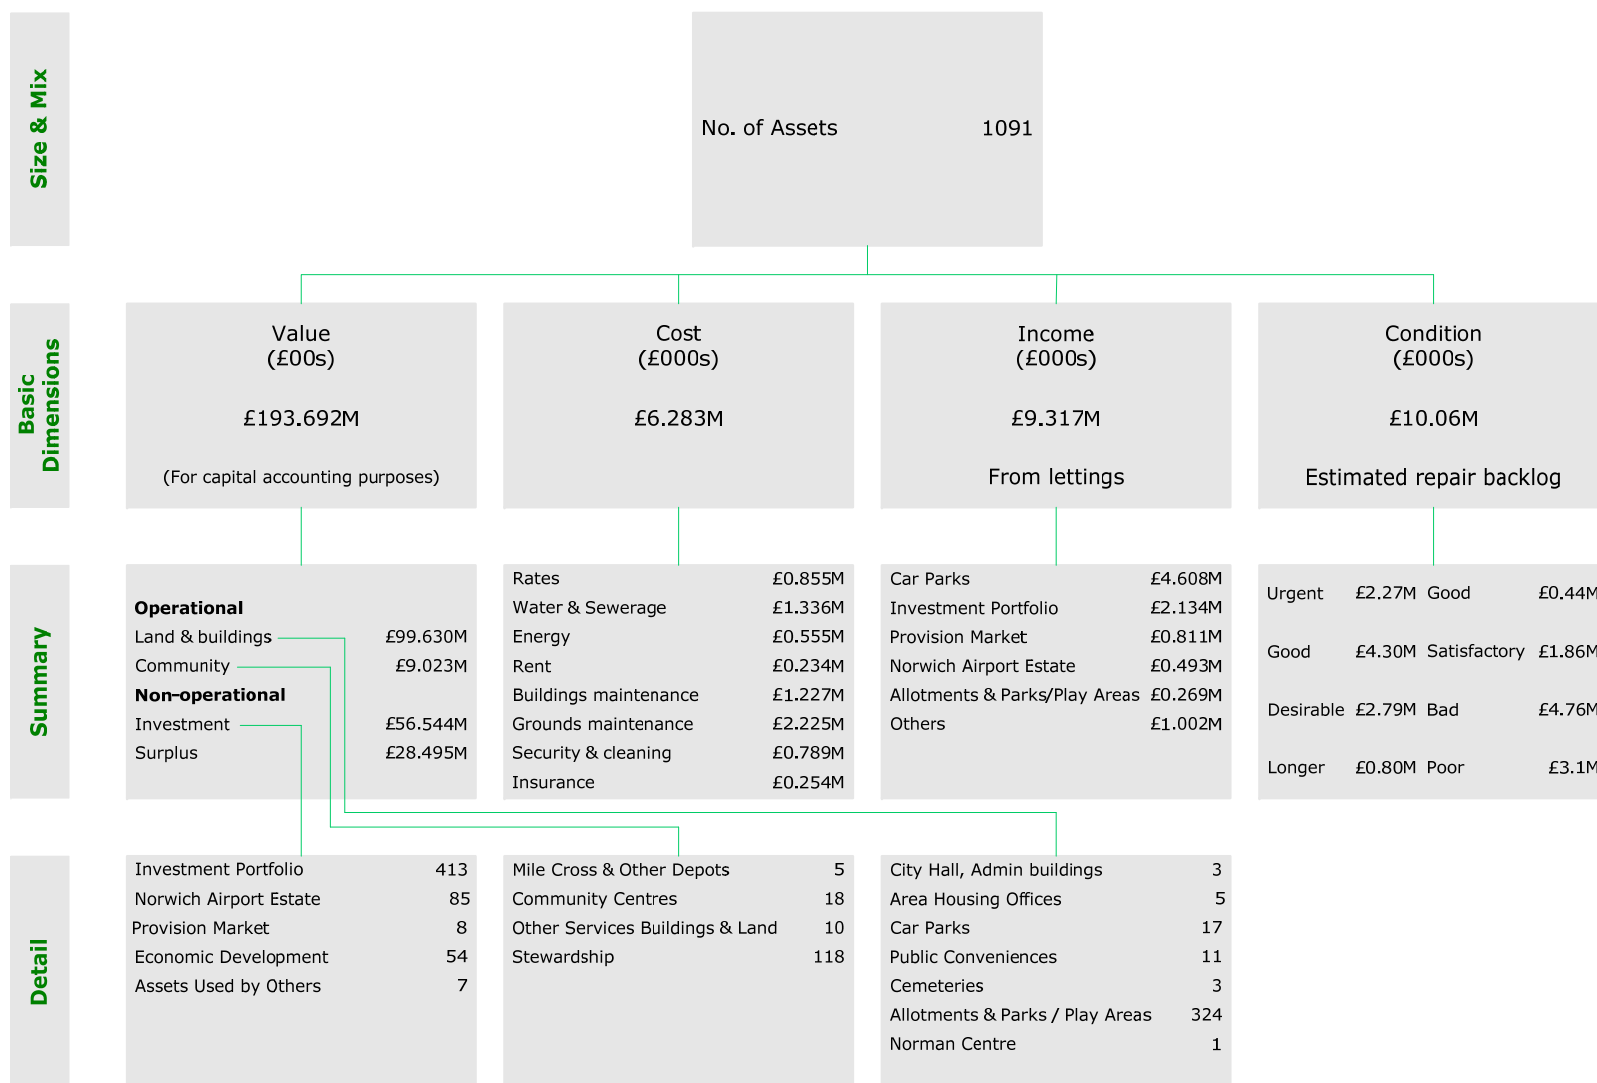 Size & Mix
No. of Assets 1091
Basic
Dimensions
Value
(£00s)
£193.692M
(For capital accounting purposes)
Cost
(£000s)
£6.283M
Income
(£000s)
£9.317M
From lettings
Condition
(£000s)
£10.06M
Estimated repair backlog
Summary
Operational
Land & buildings £99.630M
Community £9.023M
Non-operational
Investment £56.544M
Surplus £28.495M
Rates £0.855M
Water & Sewerage £1.336M
Energy £0.555M
Rent £0.234M
Buildings maintenance £1.227M
Grounds maintenance £2.225M
Security & cleaning £0.789M
Insurance £0.254M
Car Parks £4.608M
Investment Portfolio £2.134M
Provision Market £0.811M
Norwich Airport Estate £0.493M
Allotments & Parks/Play Areas £0.269M
Others £1.002M
Urgent £2.27M Good £0.44M
Good £4.30M Satisfactory £1.86M
Desirable £2.79M Bad £4.76M
Longer £0.80M Poor £3.1M
Detail
Investment Portfolio 413
Norwich Airport Estate 85
Provision Market 8
Economic Development 54
Assets Used by Others 7
Mile Cross & Other Depots 5
Community Centres 18
Other Services Buildings & Land 10
Stewardship 118
City Hall, Admin buildings 3
Area Housing Offices 5
Car Parks 17
Public Conveniences 11
Cemeteries 3
Allotments & Parks / Play Areas 324
Norman Centre 1